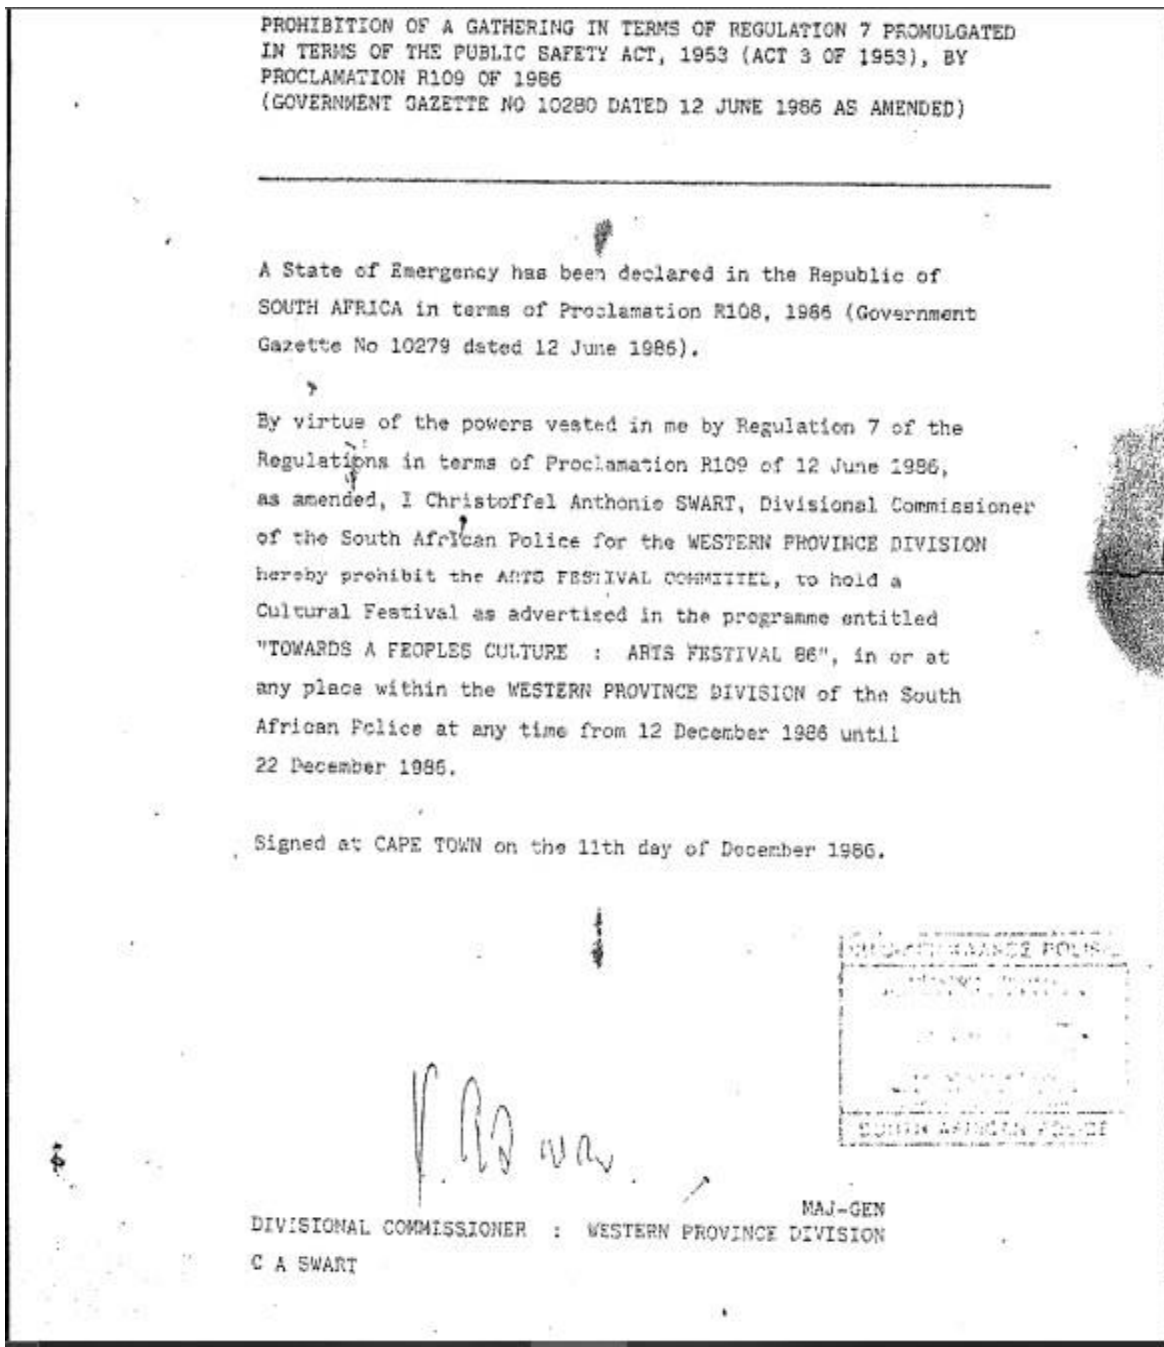 PROHIBITION OF A GATHERING IN TERMS OF REGULATION 7 PROMULGATED
IN TERMS OF THE PUBLIC SAFETY ACT, 1953 (ACT 3 OF 1953), BY
PROCLAMATION R109 OF 1986
(GOVERNMENT GAZETTE NO 10280 DATED 12 JUNE 1986 AS AMENDED)
A State of Emergency has been declared in the Republic of
SOUTH AFRICA in terms of Proclamation R108, 1986 (Government
Gazette No 10279 dated 12 June 1986).
By virtue of the powers vested in me by Regulation 7 of the
Regulations in terms of Proclamation R109 of 12 June 1986,
as amended, I Christoffel Anthonie SWART, Divisional Commissioner
of the South African Police for the WESTERN PROVINCE DIVISION
hereby prohibit the ARTS FESTIVAL COMMITTEE, to hold a
Cultural Festival as advertised in the programme entitled
"TOWARDS A PEOPLES CULTURE : ARTS FESTIVAL 86", in or at
any place within the WESTERN PROVINCE DIVISION of the South
African Police at any time from 12 December 1986 until
22 December 1986.
Signed at CAPE TOWN on the 11th day of December 1986.
SOUTH AFRICAN POLICE
MAJ-GEN
DIVISIONAL COMMISSIONER : WESTERN PROVINCE DIVISION
C A SWART